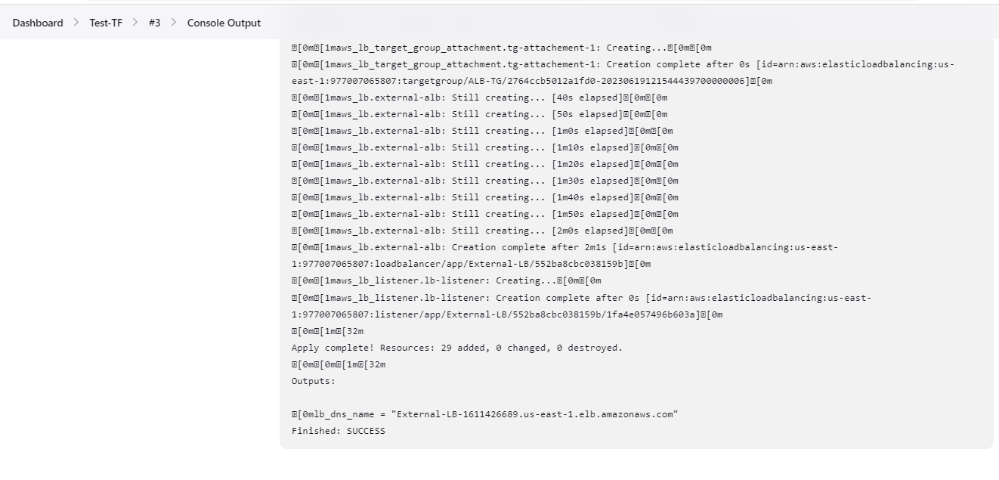 Dashboard > Test-TF > #3 > Console Output
␛[0m␛[1maws_lb_target_group_attachment.tg-attachement-1: Creating...␛[0m␛[0m
␛[0m␛[1maws_lb_target_group_attachment.tg-attachement-1: Creation complete after 0s [id=arn:aws:elasticloadbalancing:us-
east-1:977007065807:targetgroup/ALB-TG/2764ccb5012a1fd0-20230619121544439700000006]␛[0m
␛[0m␛[1maws_lb.external-alb: Still creating... [40s elapsed]␛[0m␛[0m
␛[0m␛[1maws_lb.external-alb: Still creating... [50s elapsed]␛[0m␛[0m
␛[0m␛[1maws_lb.external-alb: Still creating... [1m0s elapsed]␛[0m␛[0m
␛[0m␛[1maws_lb.external-alb: Still creating... [1m10s elapsed]␛[0m␛[0m
␛[0m␛[1maws_lb.external-alb: Still creating... [1m20s elapsed]␛[0m␛[0m
␛[0m␛[1maws_lb.external-alb: Still creating... [1m30s elapsed]␛[0m␛[0m
␛[0m␛[1maws_lb.external-alb: Still creating... [1m40s elapsed]␛[0m␛[0m
␛[0m␛[1maws_lb.external-alb: Still creating... [1m50s elapsed]␛[0m␛[0m
␛[0m␛[1maws_lb.external-alb: Still creating... [2m0s elapsed]␛[0m␛[0m
␛[0m␛[1maws_lb.external-alb: Creation complete after 2m1s [id=arn:aws:elasticloadbalancing:us-east-
1:977007065807:loadbalancer/app/External-LB/552ba8cbc038159b]␛[0m
␛[0m␛[1maws_lb_listener.lb-listener: Creating...␛[0m␛[0m
␛[0m␛[1maws_lb_listener.lb-listener: Creation complete after 0s [id=arn:aws:elasticloadbalancing:us-east-
1:977007065807:listener/app/External-LB/552ba8cbc038159b/1fa4e057496b603a]␛[0m
␛[0m␛[1m␛[32m
Apply complete! Resources: 29 added, 0 changed, 0 destroyed.
␛[0m␛[0m␛[1m␛[32m
Outputs:
␛[0mlb_dns_name = "External-LB-1611426689.us-east-1.elb.amazonaws.com"
Finished: SUCCESS